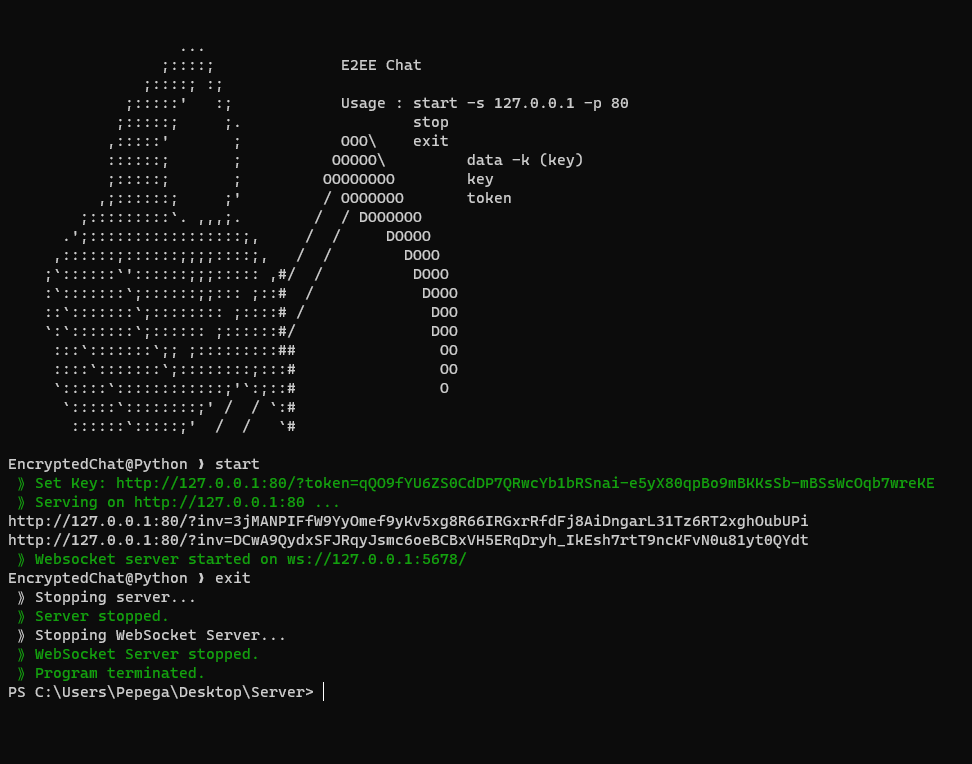 E2EE Chat
Usage : start -s 127.0.0.1 -p 80
stop
exit
data -k (key)
key
token
EncryptedChat@Python ❫ start
⟫ Set Key: http://127.0.0.1:80/?token=qQO9fYU6ZS0CdDP7QRwcYb1bRSnai-e5yX80qpBo9mBKKsSb-mBSsWcOqb7wreKE
⟫ Serving on http://127.0.0.1:80 ...
http://127.0.0.1:80/?inv=3jMANPIFfW9YyOmef9yKv5xg8R66IRGxrRfdFj8AiDngarL31Tz6RT2xghOubUPi
http://127.0.0.1:80/?inv=DCwA9QydxSFJRqyJsmc6oeBCBxVH5ERqDryh_IkEsh7rtT9ncKFvN0u81yt0QYdt
⟫ Websocket server started on ws://127.0.0.1:5678/
EncryptedChat@Python ❫ exit
⟫ Stopping server...
⟫ Server stopped.
⟫ Stopping WebSocket Server...
⟫ WebSocket Server stopped.
⟫ Program terminated.
PS C:\Users\Pepega\Desktop\Server>